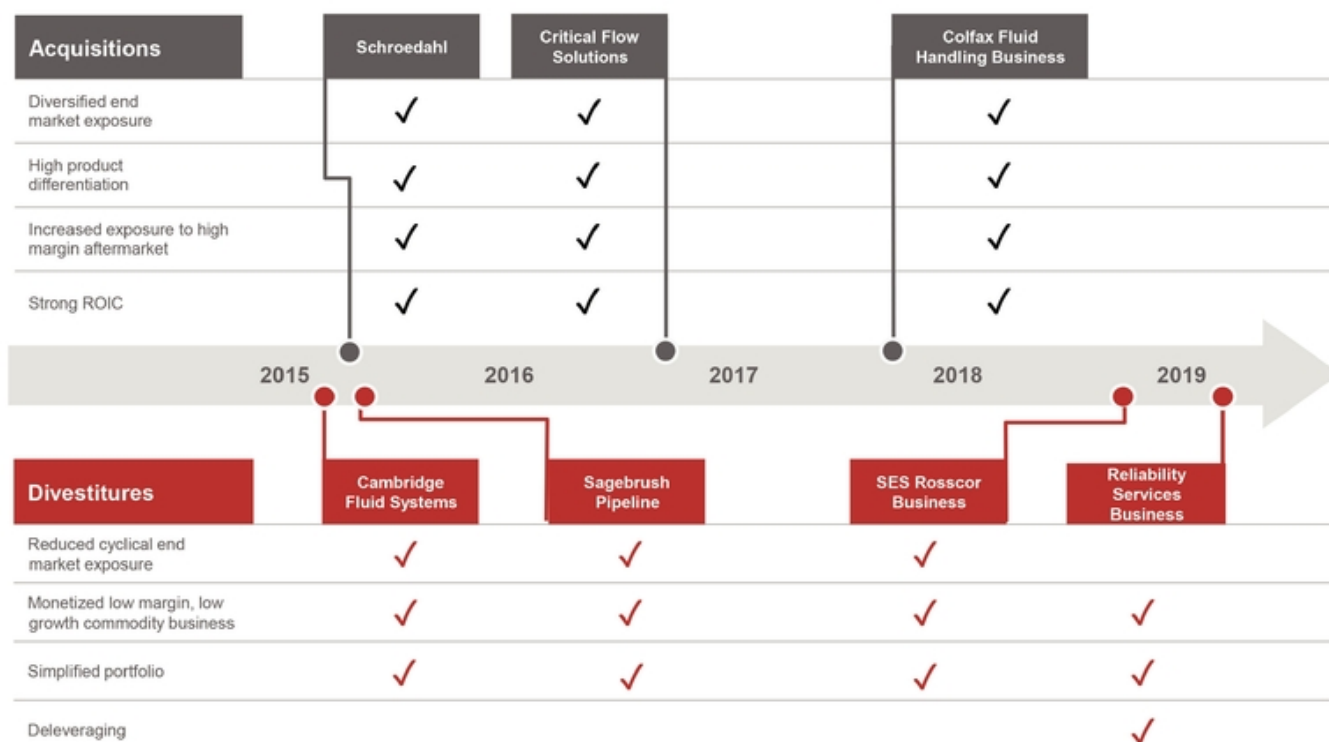 Acquisitions
Schroedahl
Critical Flow
Solutions
Colfax Fluid
Handling Business
Diversified end
market exposure
✓ ✓ ✓
High product
differentiation
✓ ✓ ✓
Increased exposure to high
margin aftermarket
✓ ✓ ✓
Strong ROIC
✓ ✓ ✓
2015 2016 2017 2018 2019
Divestitures
Cambridge
Fluid Systems
Sagebrush
Pipeline
SES Rosscor
Business
Reliability
Services
Business
Reduced cyclical end
market exposure
✓ ✓ ✓
Monetized low margin, low
growth commodity business
✓ ✓ ✓ ✓
Simplified portfolio
✓ ✓ ✓ ✓
Deleveraging
✓